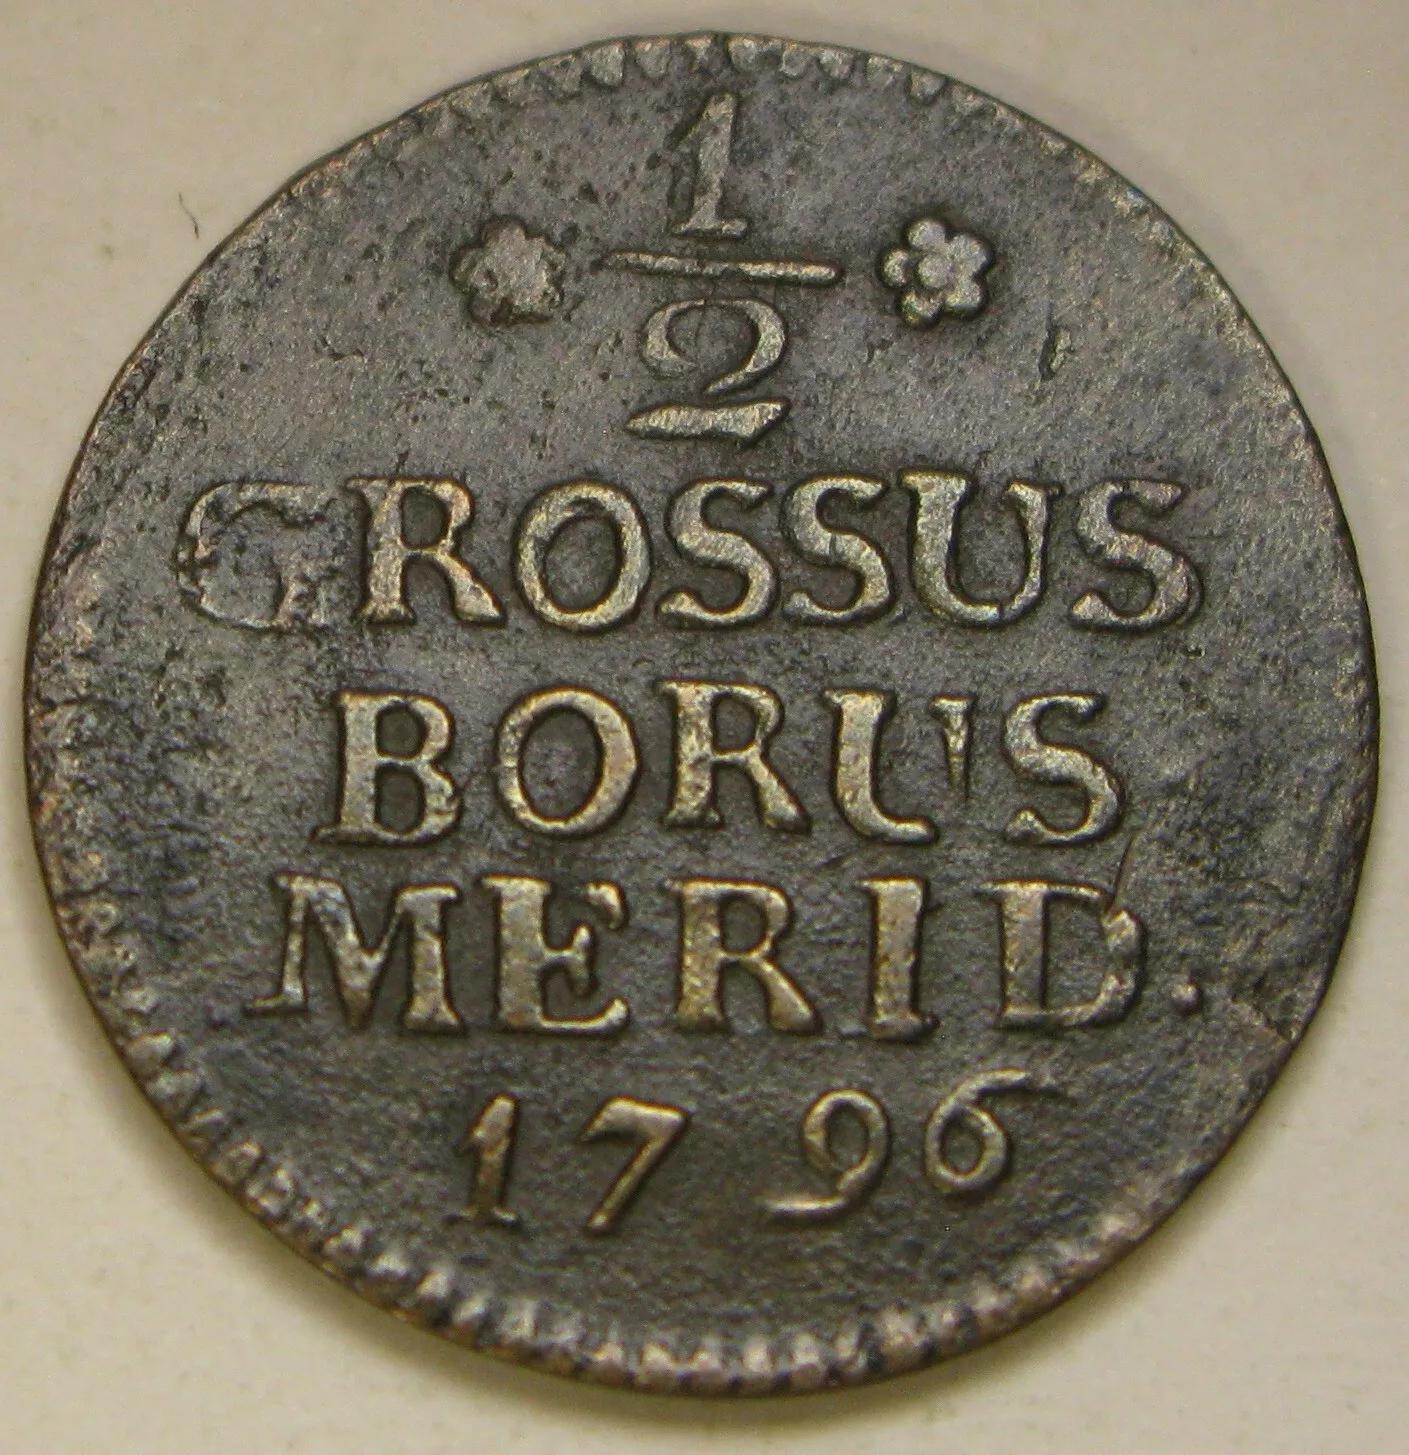 1/2
GROSSUS
BORUS
MERID.
1796